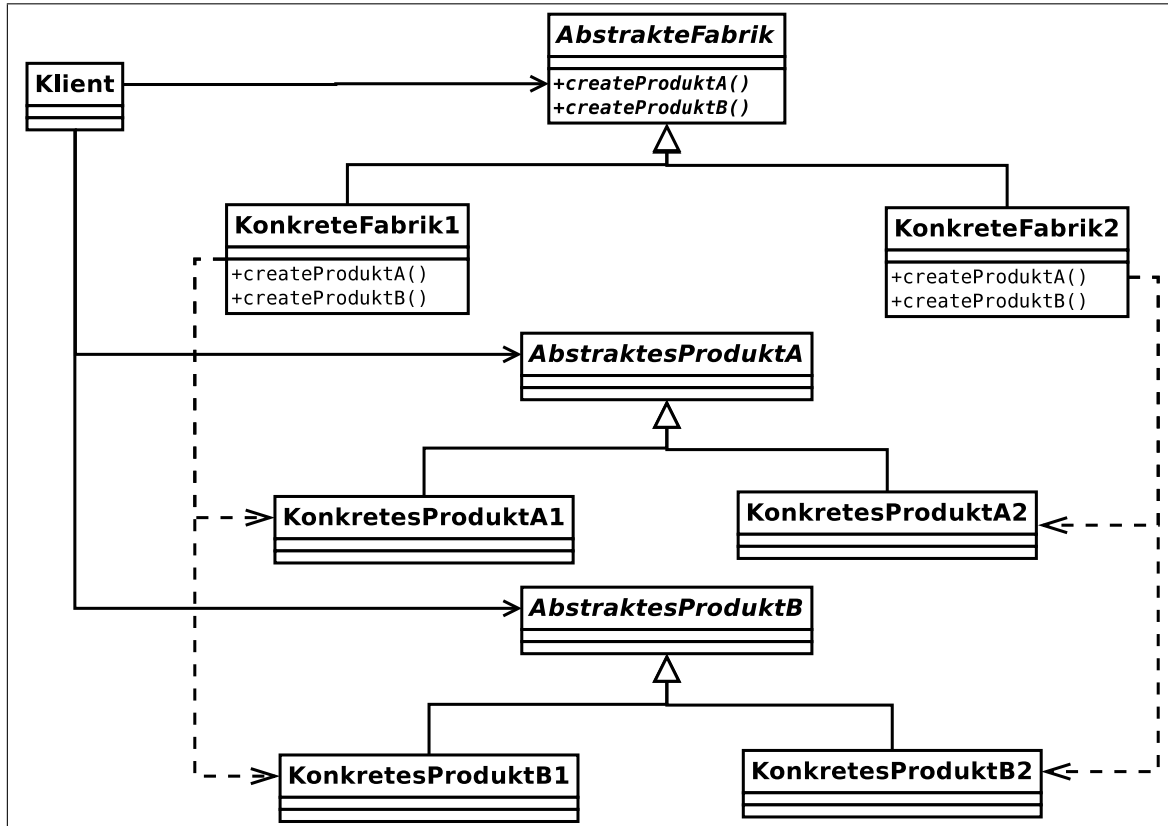 AbstrakteFabrik
+createProduktA()
+createProduktB()
Klient
KonkreteFabrik1
+createProduktA()
+createProduktB()
KonkreteFabrik2
+createProduktA()
+createProduktB()
AbstraktesProduktA
KonkretesProduktA1
KonkretesProduktA2
AbstraktesProduktB
KonkretesProduktB1
KonkretesProduktB2